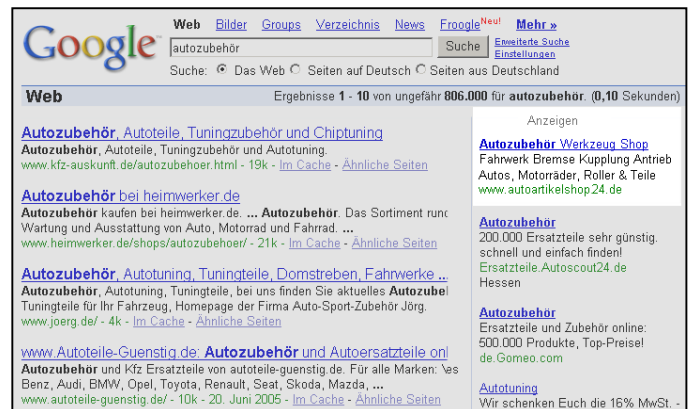 Google
Web Bilder Groups Verzeichnis News Froogle Neu! Mehr »
autozubehör Suche Erweiterte Suche
Einstellungen
Suche: Das Web Seiten auf Deutsch Seiten aus Deutschland
Web Ergebnisse 1 - 10 von ungefähr 806.000 für autozubehör. (0,10 Sekunden)
Autozubehör, Autoteile, Tuningzubehör und Chiptuning
Autozubehör, Autoteile, Tuningzubehör und Autotuning.
www.kfz-auskunft.de/autozubehoer.html - 19k - Im Cache - Ähnliche Seiten
Autozubehör bei heimwerker.de
Autozubehör kaufen bei heimwerker.de. ... Autozubehör. Das Sortiment rund
Wartung und Ausstattung von Auto, Motorrad und Fahrrad. ...
www.heimwerker.de/shops/autozubehoer/ - 21k - Im Cache - Ähnliche Seiten
Autozubehör, Autotuning, Tuningteile, Domstreben, Fahrwerke ...
Autozubehör, Autotuning, Tuningteile, bei uns finden Sie aktuelles Autozubel
Tuningteile für Ihr Fahrzeug, Homepage der Firma Auto-Sport-Zubehör Jörg.
www.joerg.de/ - 4k - Im Cache - Ähnliche Seiten
www.Autoteile-Guenstig.de: Autozubehör und Autoersatzteile onl
Autozubehör und Kfz Ersatzteile von autoteile-guenstig.de. Für alle Marken:
Benz, Audi, BMW, Opel, Toyota, Renault, Seat, Skoda, Mazda, ...
www.autoteile-guenstig.de/ - 10k - 20. Juni 2005 - Im Cache - Ähnliche Seiten
Anzeigen
Autozubehör Werkzeug Shop
Fahrwerk Bremse Kupplung Antrieb
Autos, Motorräder, Roller & Teile
www.autoartikelshop24.de
Autozubehör
200.000 Ersatzteile sehr günstig.
schnell und einfach finden!
Ersatzteile.Autoscout24.de
Hessen
Autozubehör
Ersatzteile und Zubehör online:
500.000 Produkte, Top-Preise!
de.Gomeo.com
Autotuning
Wir schenken Euch die 16% MwSt. -